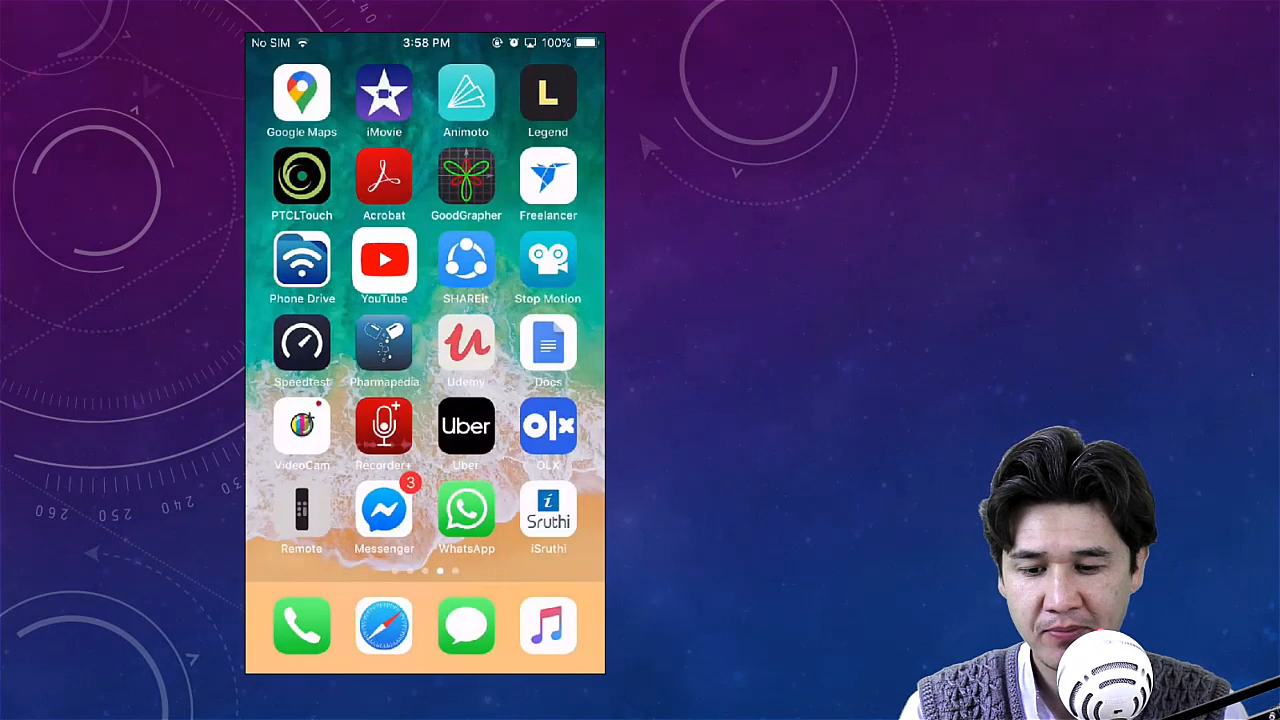 No SIM 3:58 PM 100%
Google Maps iMovie Animoto Legend
L
PTCLTouch Acrobat GoodGrapher Freelancer
Phone Drive YouTube SHAREit Stop Motion
Speedtest Pharmapedia Udemy Docs
Uber olx
VideoCam Recorder+ Uber OLX
3
i
Sruthi
Remote Messenger WhatsApp iSruthi
260 250 240 230